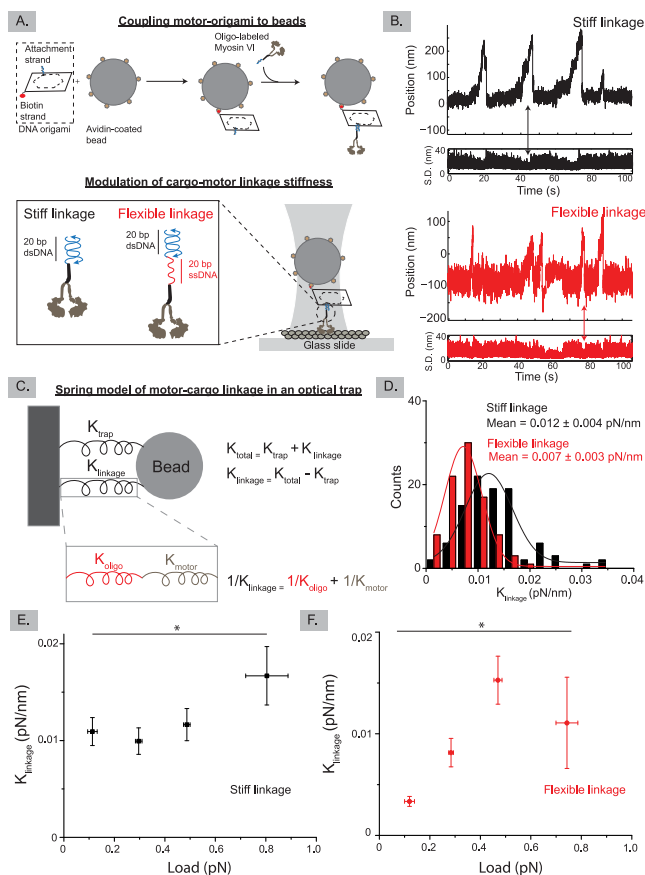 A.
Coupling motor-origami to beads
Attachment
strand
+
Biotin
strand
DNA origami
Avidin-coated
bead
Oligo-labeled
Myosin VI
Modulation of cargo-motor linkage stiffness
Stiff linkage
Flexible linkage
20 bp
dsDNA
20 bp
dsDNA
20 bp
ssDNA
Glass slide
B.
Stiff linkage
Position (nm)
200
100
0
−100
S.D. (nm)
40
0
0 20 40 60 80 100
Time (s)
Flexible linkage
Position (nm)
100
0
−100
−200
S.D. (nm)
40
0
0 20 40 60 80 100
Time (s)
C.
Spring model of motor-cargo linkage in an optical trap
Ktrap
Klinkage
Bead
Ktotal = Ktrap + Klinkage
Klinkage = Ktotal − Ktrap
Koligo
Kmotor
1/Klinkage = 1/Koligo + 1/Kmotor
D.
Stiff linkage
Mean = 0.012 ± 0.004 pN/nm
Flexible linkage
Mean = 0.007 ± 0.003 pN/nm
Counts
40
20
0
0 0.01 0.02 0.03 0.04
Klinkage (pN/nm)
E.
*
Klinkage (pN/nm)
0.02
0.01
0
Stiff linkage
0 0.2 0.4 0.6 0.8 1.0
Load (pN)
F.
*
Klinkage (pN/nm)
0.02
0.01
0
Flexible linkage
0 0.2 0.4 0.6 0.8 1.0
Load (pN)